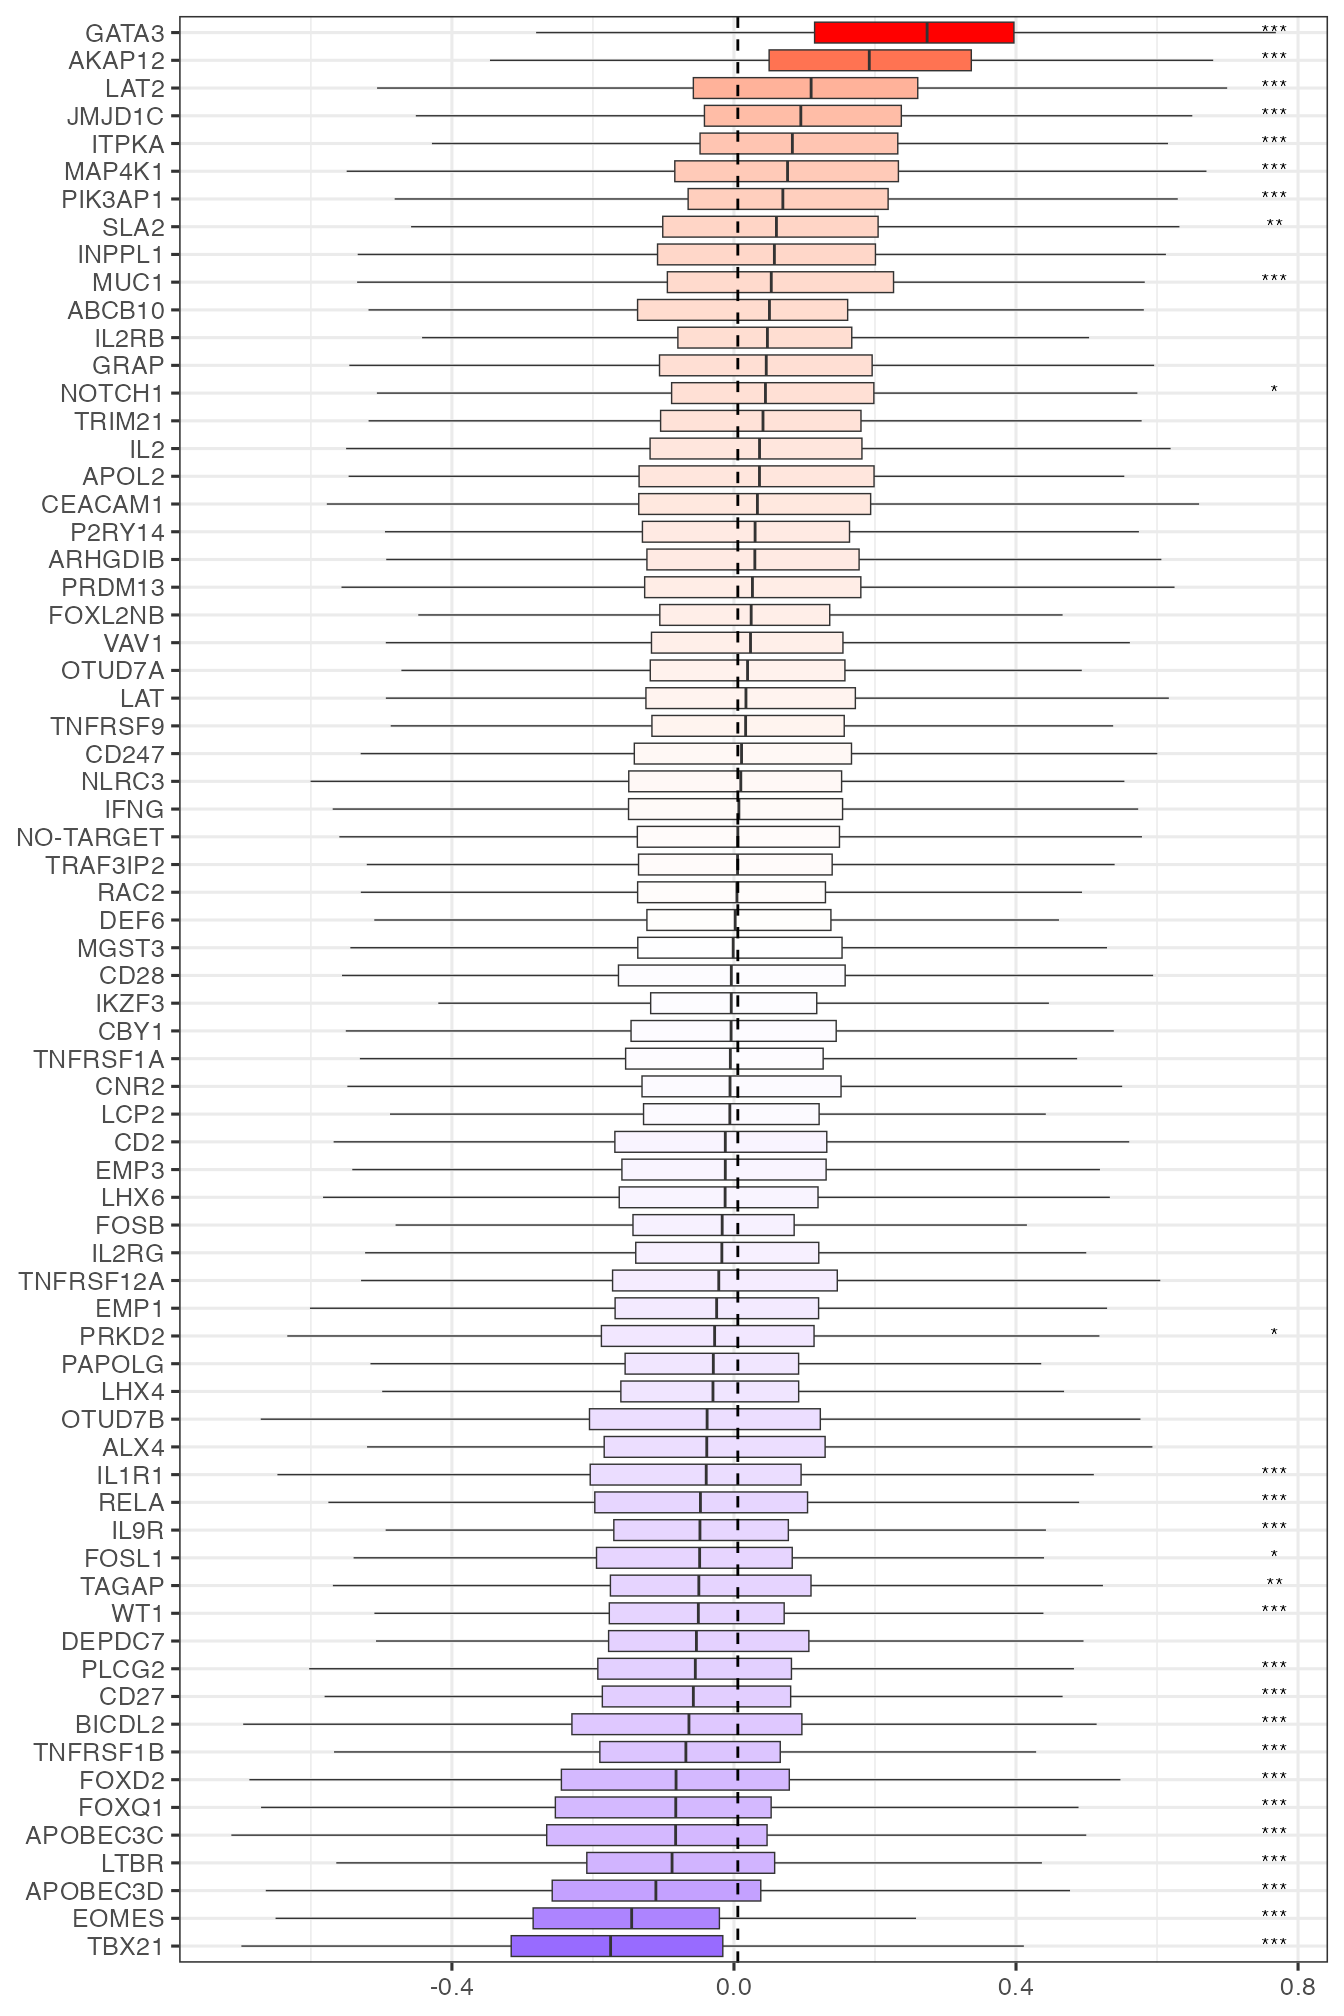 GATA3 ***
AKAP12 ***
LAT2 ***
JMJD1C ***
ITPKA ***
MAP4K1 ***
PIK3AP1 ***
SLA2 **
INPPL1
MUC1 ***
ABCB10
IL2RB
GRAP
NOTCH1 *
TRIM21
IL2
APOL2
CEACAM1
P2RY14
ARHGDIB
PRDM13
FOXL2NB
VAV1
OTUD7A
LAT
TNFRSF9
CD247
NLRC3
IFNG
NO-TARGET
TRAF3IP2
RAC2
DEF6
MGST3
CD28
IKZF3
CBY1
TNFRSF1A
CNR2
LCP2
CD2
EMP3
LHX6
FOSB
IL2RG
TNFRSF12A
EMP1
PRKD2 *
PAPOLG
LHX4
OTUD7B
ALX4
IL1R1 ***
RELA ***
IL9R ***
FOSL1 *
TAGAP **
WT1 ***
DEPDC7
PLCG2 ***
CD27 ***
BICDL2 ***
TNFRSF1B ***
FOXD2 ***
FOXQ1 ***
APOBEC3C ***
LTBR ***
APOBEC3D ***
EOMES ***
TBX21 ***
-0.4 0.0 0.4 0.8